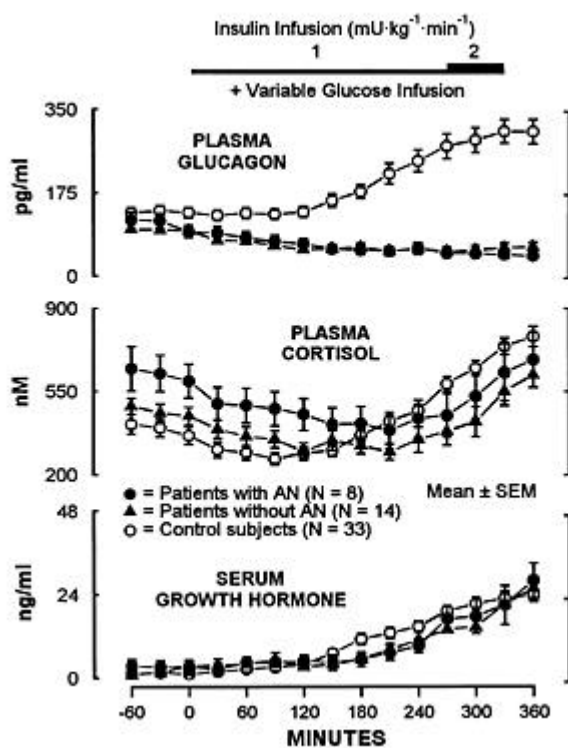 Insulin Infusion (mU·kg⁻¹·min⁻¹)
1 2
+ Variable Glucose Infusion
350
PLASMA
GLUCAGON
pg/ml
175
0
900
PLASMA
CORTISOL
nM
550
200
● = Patients with AN (N = 8) Mean ± SEM
▲ = Patients without AN (N = 14)
○ = Control subjects (N = 33)
48
ng/ml
24
SERUM
GROWTH HORMONE
0
-60 0 60 120 180 240 300 360
MINUTES